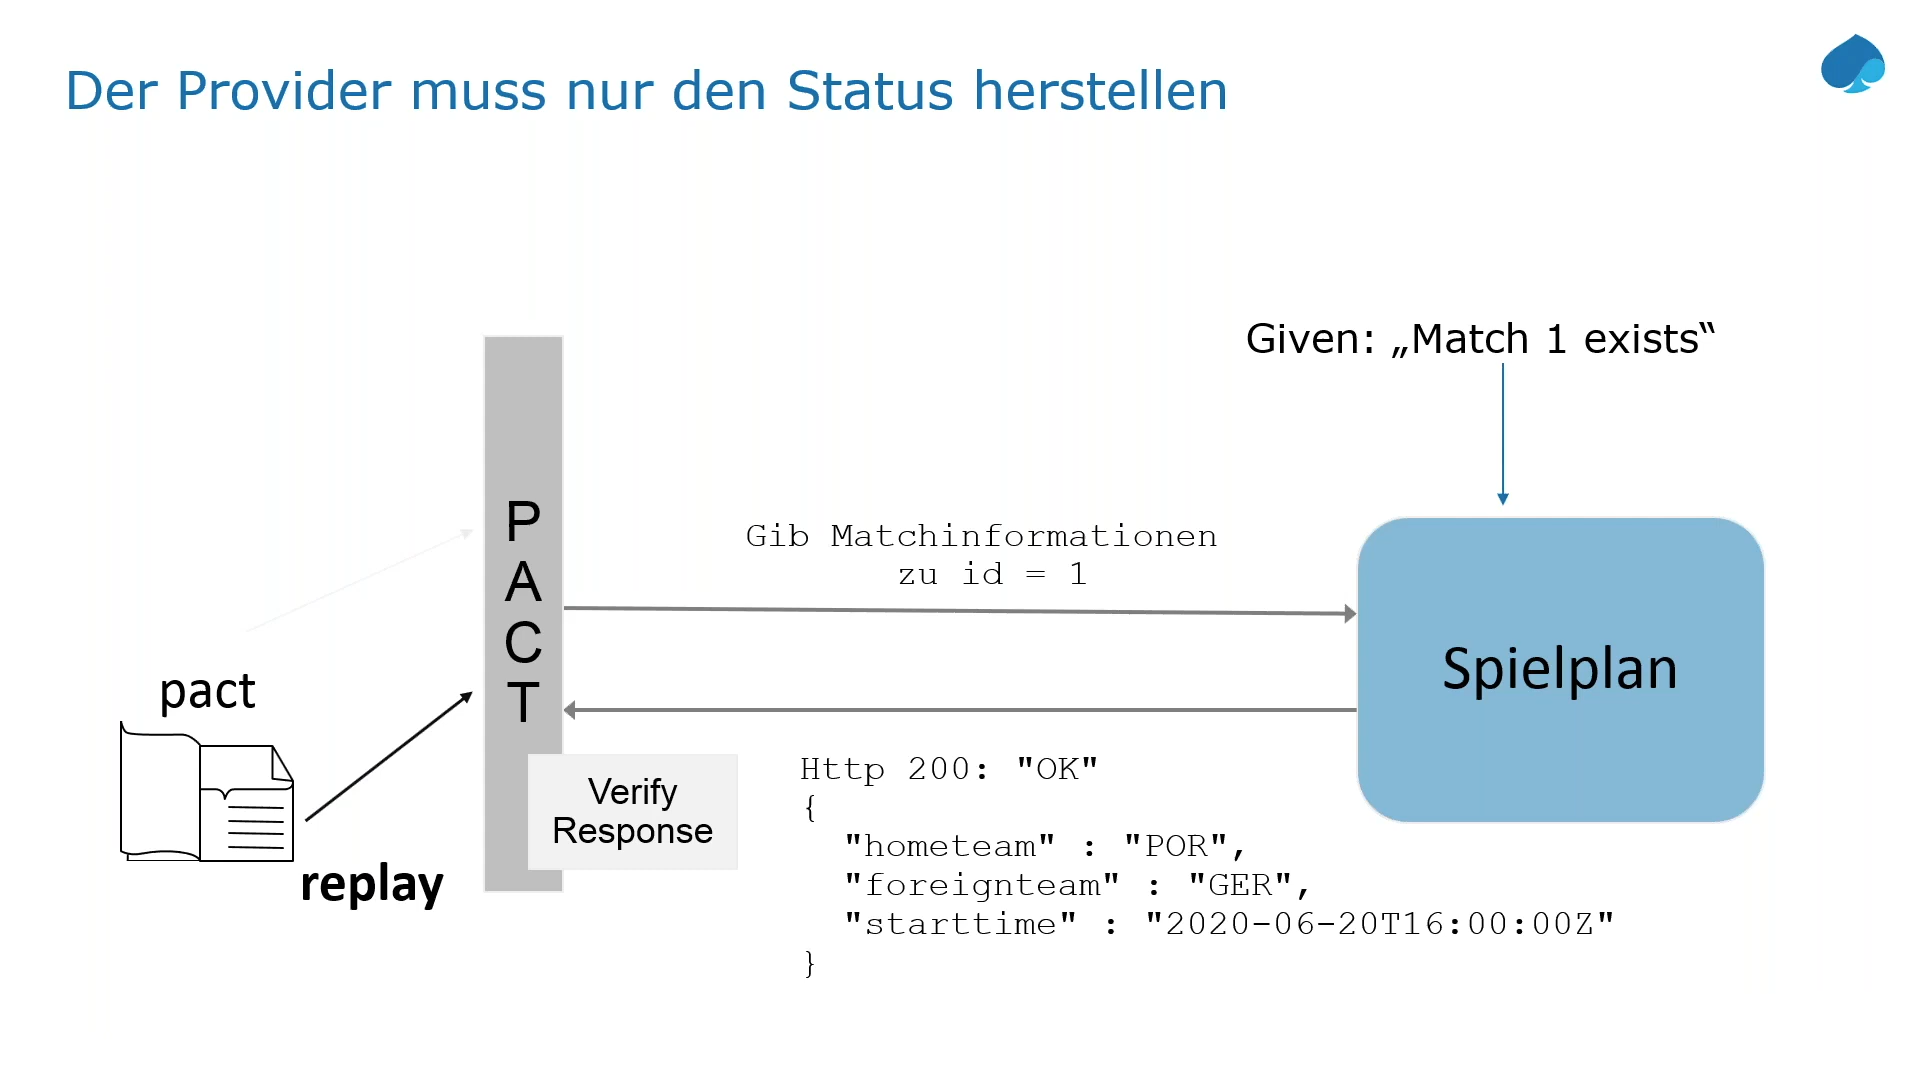 Der Provider muss nur den Status herstellen
Given: „Match 1 exists“
PACT
Gib Matchinformationen
zu id = 1
Spielplan
pact
replay
Verify
Response
Http 200: "OK"
{
"hometeam" : "POR",
"foreignteam" : "GER",
"starttime" : "2020-06-20T16:00:00Z"
}